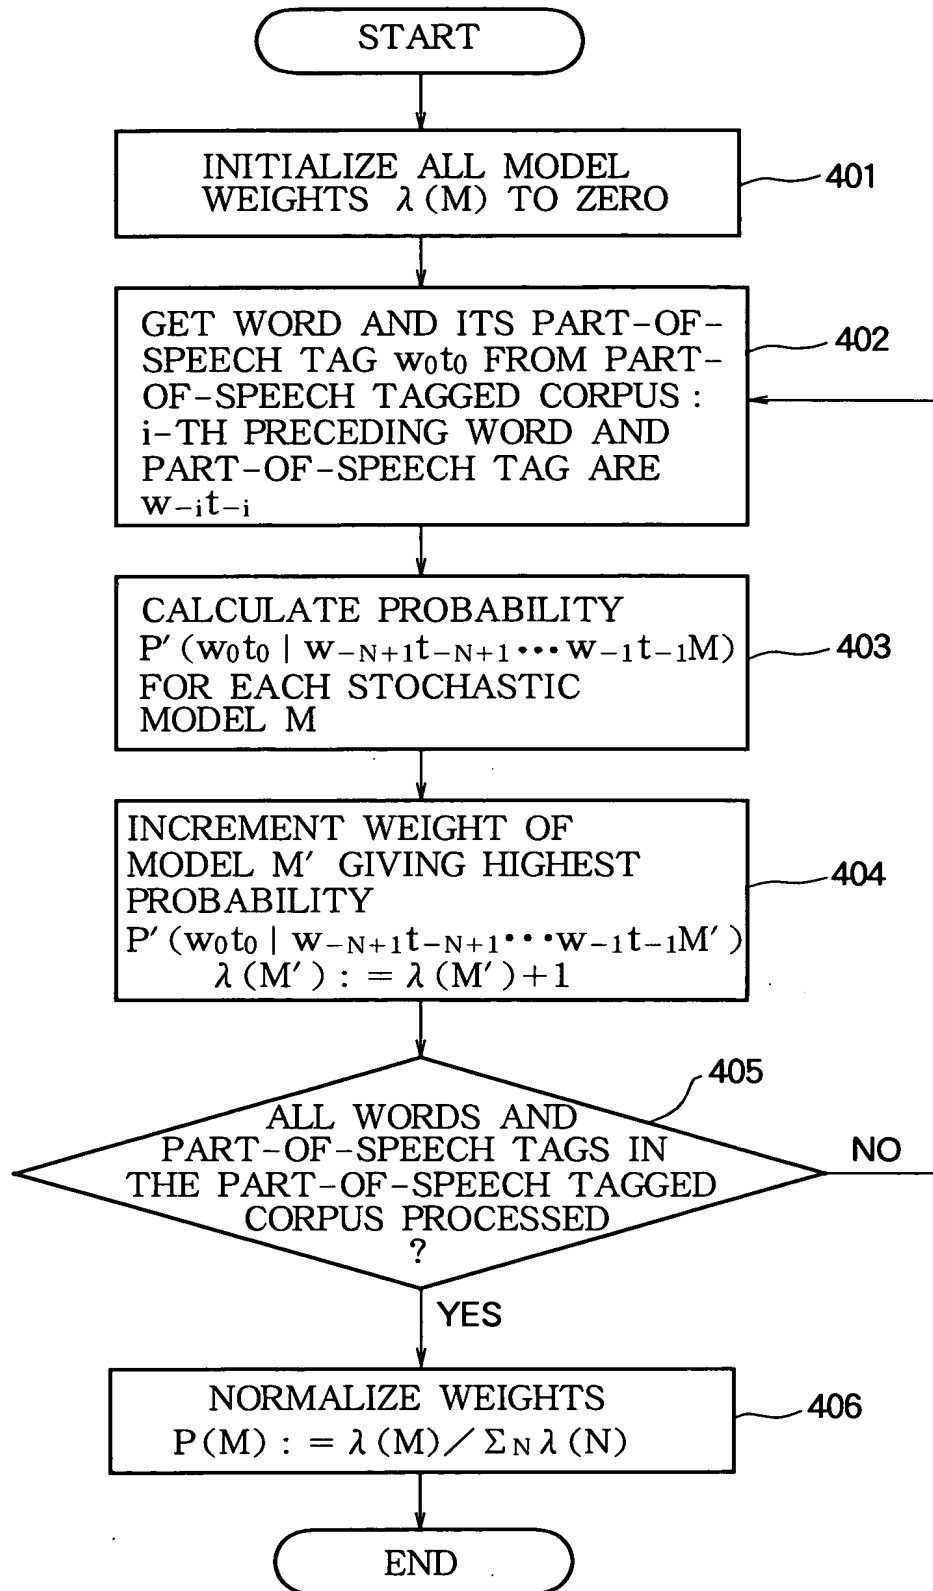 START
INITIALIZE ALL MODEL
WEIGHTS λ(M) TO ZERO
401
GET WORD AND ITS PART-OF-
SPEECH TAG w₀t₀ FROM PART-
OF-SPEECH TAGGED CORPUS :
i-TH PRECEDING WORD AND
PART-OF-SPEECH TAG ARE
w₋ᵢt₋ᵢ
402
CALCULATE PROBABILITY
P′(w₀t₀ | w₋N₊₁t₋N₊₁⋯w₋₁t₋₁M)
FOR EACH STOCHASTIC
MODEL M
403
INCREMENT WEIGHT OF
MODEL M′ GIVING HIGHEST
PROBABILITY
P′(w₀t₀ | w₋N₊₁t₋N₊₁⋯w₋₁t₋₁M′)
λ(M′) : = λ(M′)+1
404
405
ALL WORDS AND
PART-OF-SPEECH TAGS IN
THE PART-OF-SPEECH TAGGED
CORPUS PROCESSED
?
NO
YES
NORMALIZE WEIGHTS
P(M) : = λ(M)/ΣN λ(N)
406
END